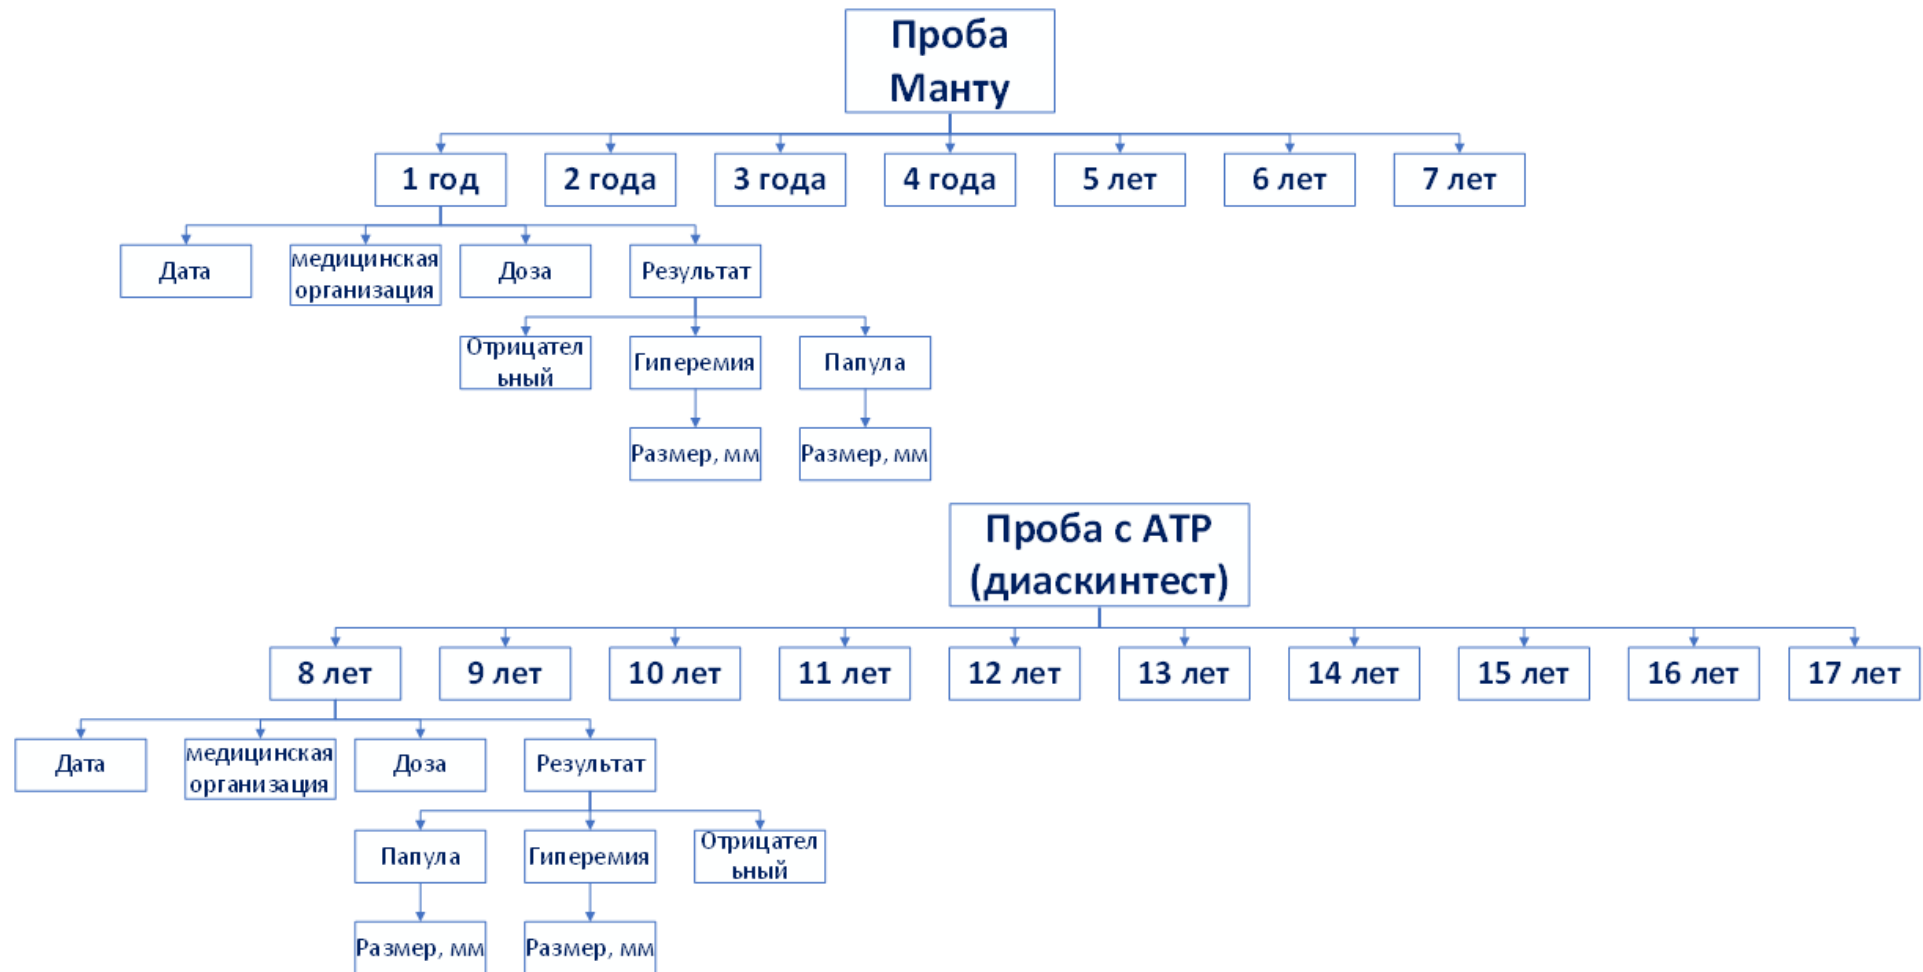 Проба
Манту
1 год
2 года
3 года
4 года
5 лет
6 лет
7 лет
Дата
медицинская
организация
Доза
Результат
Отрицател
ьный
Гиперемия
Папула
Размер, мм
Размер, мм
Проба с АТР
(диаскинтест)
8 лет
9 лет
10 лет
11 лет
12 лет
13 лет
14 лет
15 лет
16 лет
17 лет
Дата
медицинская
организация
Доза
Результат
Папула
Гиперемия
Отрицател
ьный
Размер, мм
Размер, мм